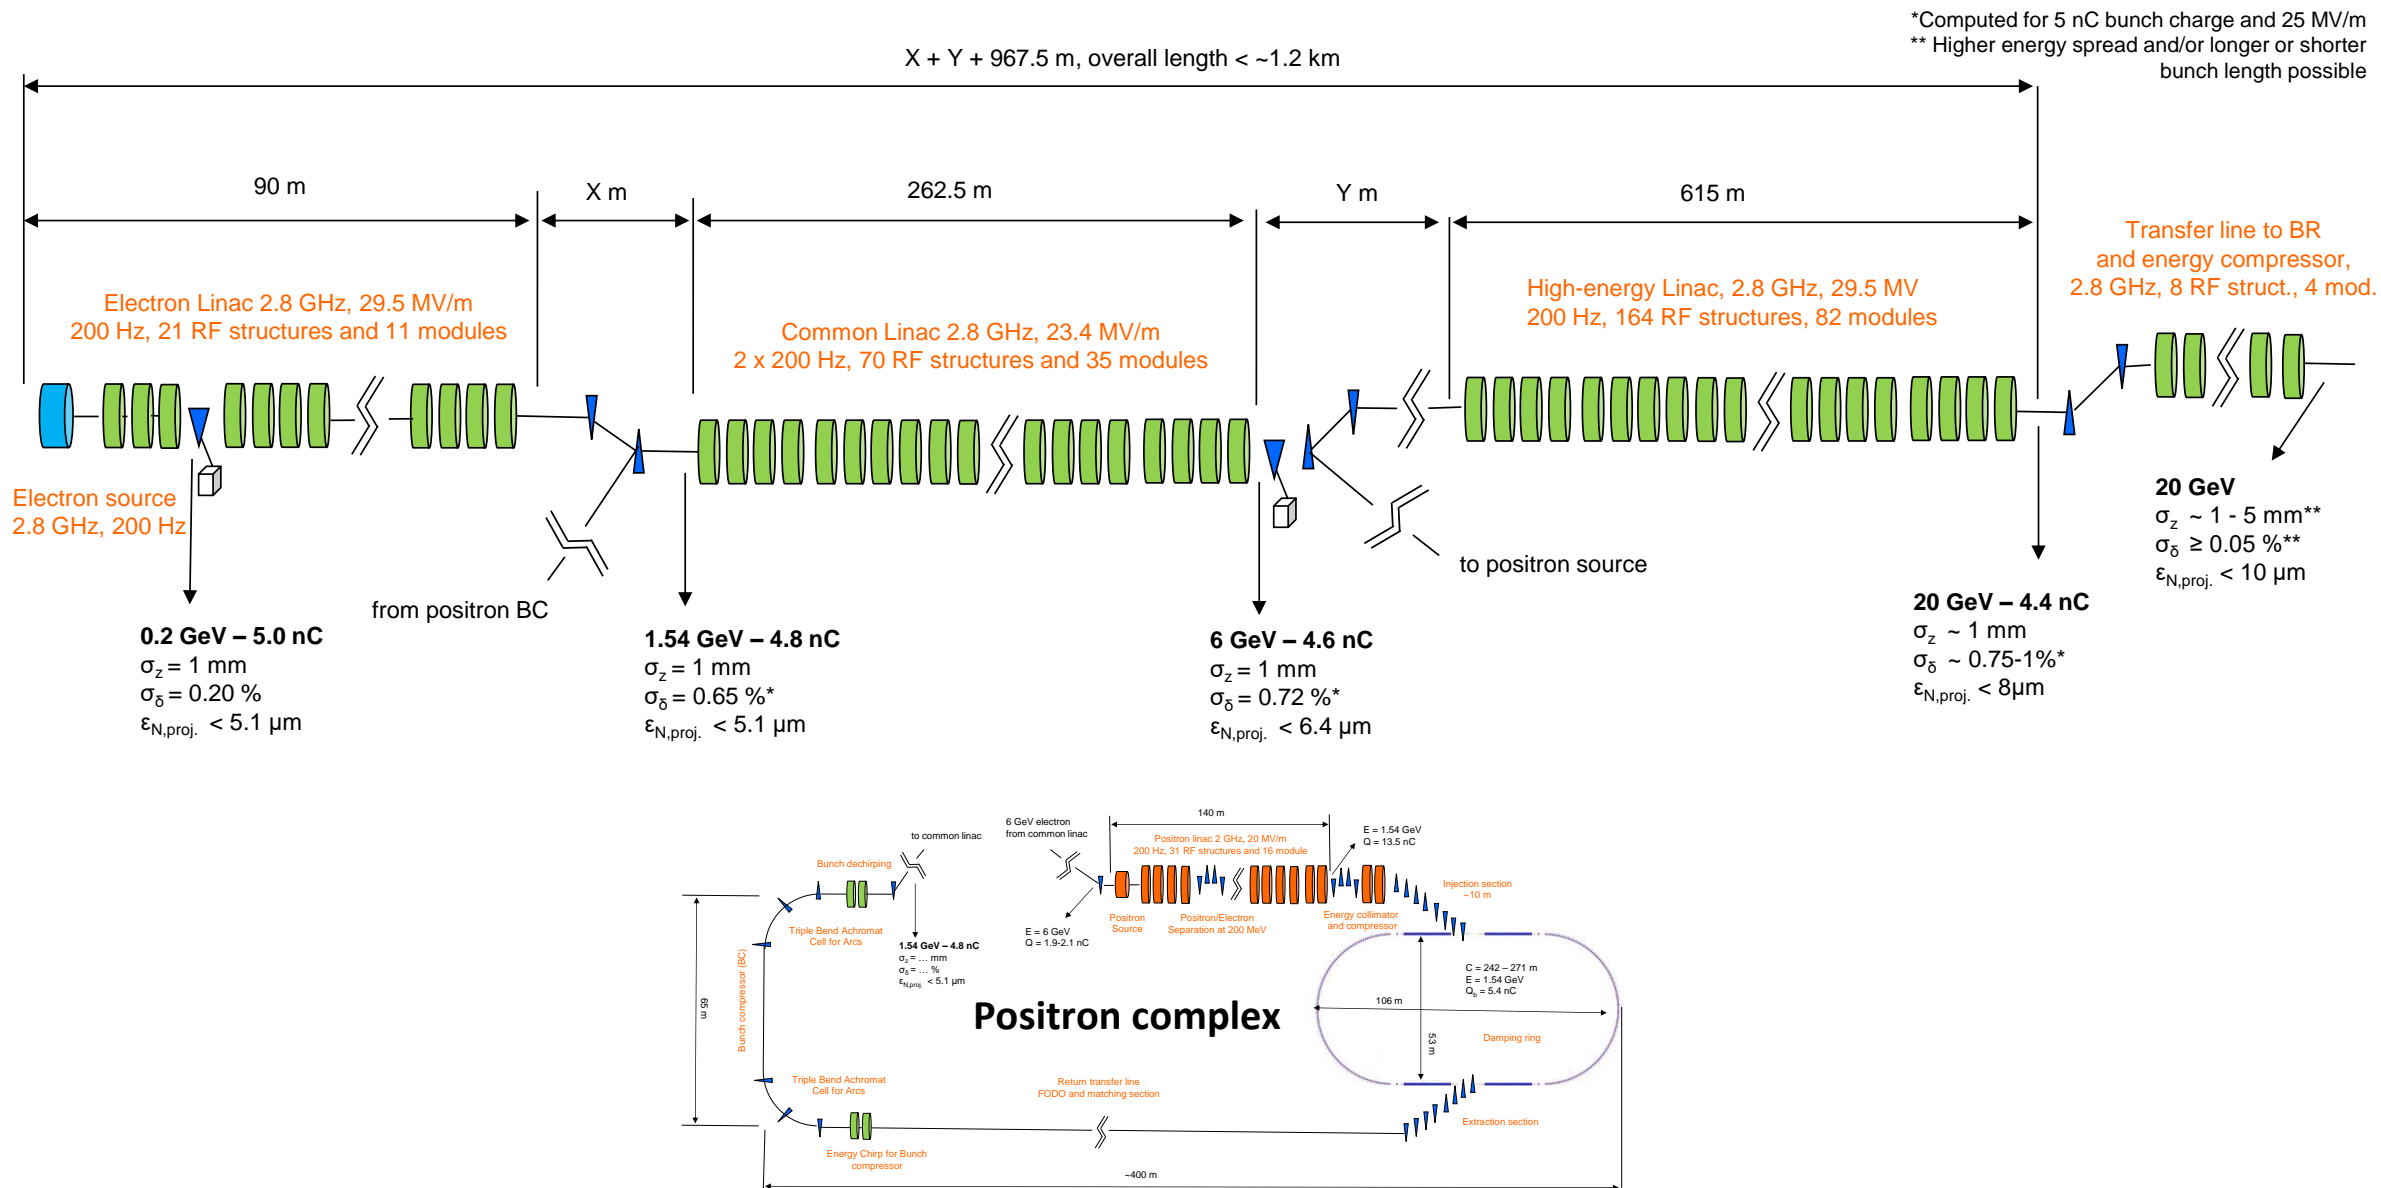 *Computed for 5 nC bunch charge and 25 MV/m
** Higher energy spread and/or longer or shorter
bunch length possible
X + Y + 967.5 m, overall length < ~1.2 km
90 m
X m
262.5 m
Y m
615 m
Transfer line to BR
and energy compressor,
2.8 GHz, 8 RF struct., 4 mod.
Electron Linac 2.8 GHz, 29.5 MV/m
200 Hz, 21 RF structures and 11 modules
Common Linac 2.8 GHz, 23.4 MV/m
2 x 200 Hz, 70 RF structures and 35 modules
High-energy Linac, 2.8 GHz, 29.5 MV
200 Hz, 164 RF structures, 82 modules
Electron source
2.8 GHz, 200 Hz
from positron BC
to positron source
0.2 GeV – 5.0 nC
σz = 1 mm
σδ = 0.20 %
εN,proj. < 5.1 µm
1.54 GeV – 4.8 nC
σz = 1 mm
σδ = 0.65 %*
εN,proj. < 5.1 µm
6 GeV – 4.6 nC
σz = 1 mm
σδ = 0.72 %*
εN,proj. < 6.4 µm
20 GeV – 4.4 nC
σz ~ 1 mm
σδ ~ 0.75-1%*
εN,proj. < 8µm
20 GeV
σz ~ 1 - 5 mm**
σδ ≥ 0.05 %**
εN,proj. < 10 µm
to common linac
6 GeV electron
from common linac
140 m
Positron linac 2 GHz, 20 MV/m
200 Hz, 31 RF structures and 16 module
E = 1.54 GeV
Q = 13.5 nC
Bunch dechirping
Injection section
~10 m
Positron
Source
Positron/Electron
Separation at 200 MeV
Energy collimator
and compressor
E = 6 GeV
Q = 1.9-2.1 nC
Triple Bend Achromat
Cell for Arcs
1.54 GeV – 4.8 nC
σz = ... mm
σδ = ... %
εN,proj. < 5.1 µm
65 m
Bunch compressor (BC)
Positron complex
C = 242 – 271 m
E = 1.54 GeV
Qb = 5.4 nC
106 m
53 m
Damping ring
Triple Bend Achromat
Cell for Arcs
Return transfer line
FODO and matching section
Extraction section
Energy Chirp for Bunch
compressor
~400 m